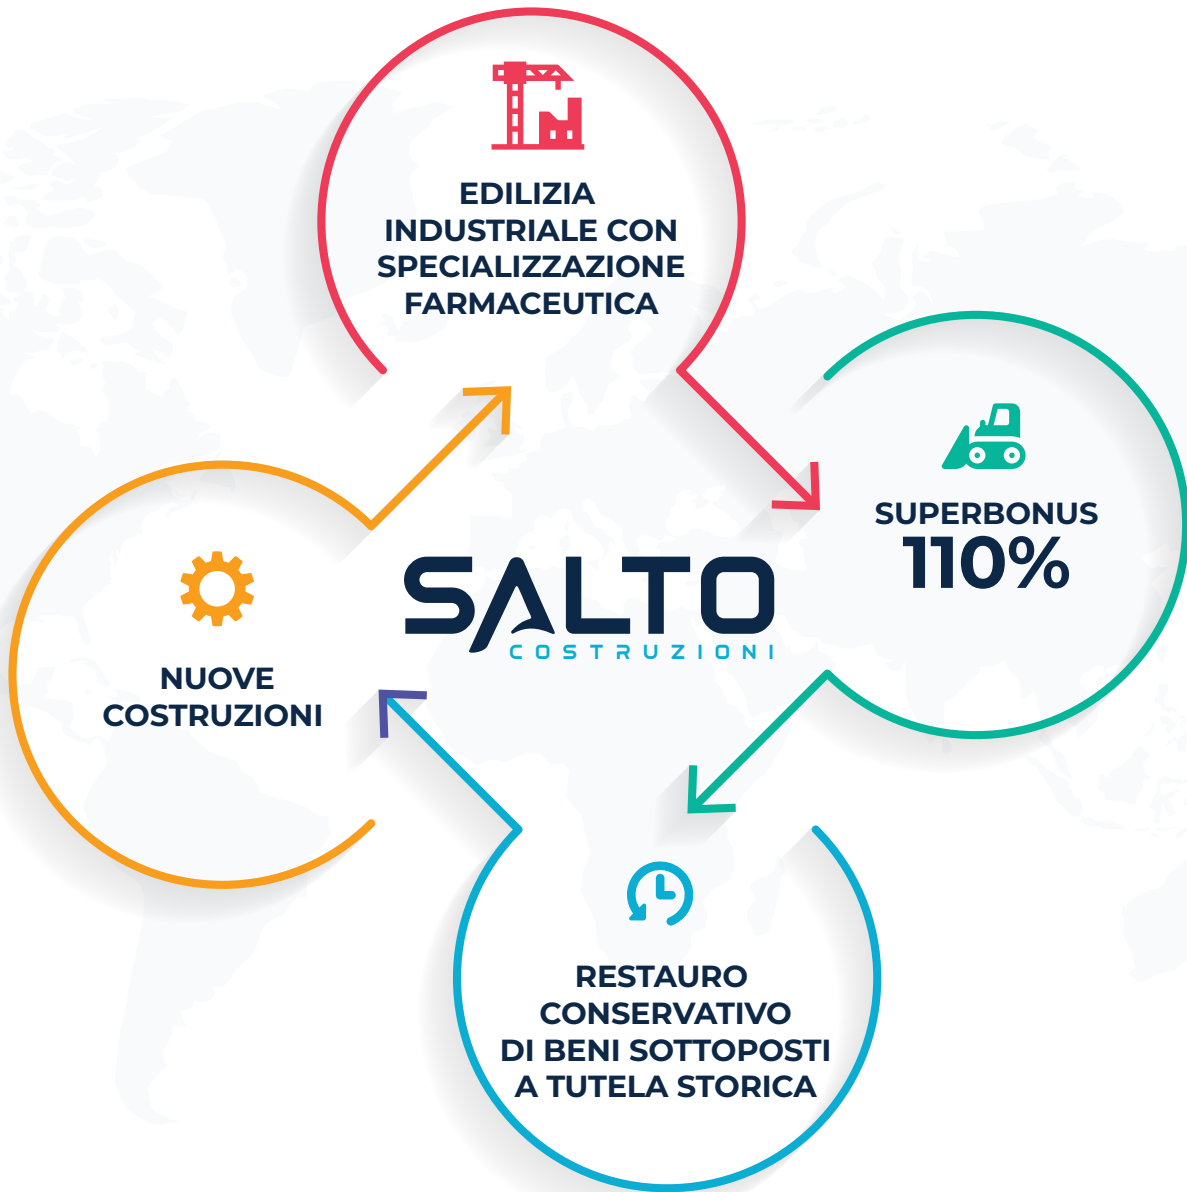 EDILIZIA
INDUSTRIALE CON
SPECIALIZZAZIONE
FARMACEUTICA
SUPERBONUS
110%
SALTO
COSTRUZIONI
NUOVE
COSTRUZIONI
RESTAURO
CONSERVATIVO
DI BENI SOTTOPOSTI
A TUTELA STORICA